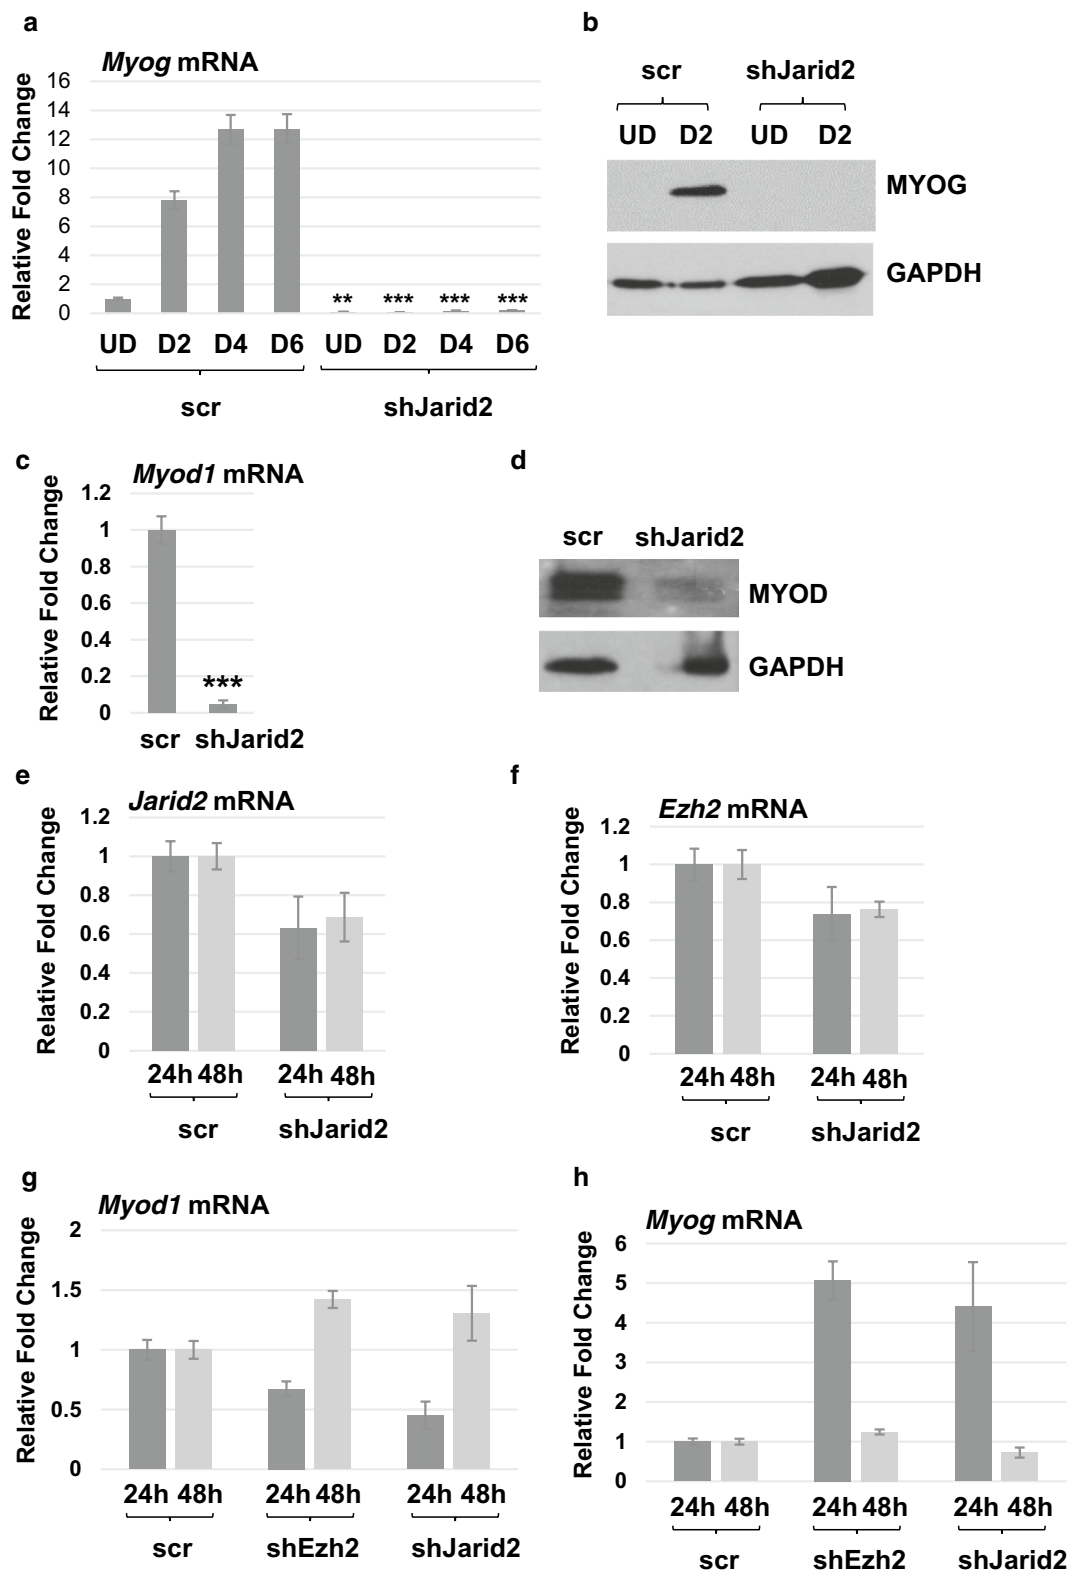 a
Myog mRNA
Relative Fold Change
16
14
12
10
8
6
4
2
0
** *** *** ***
UD D2 D4 D6 UD D2 D4 D6
scr shJarid2
b
scr shJarid2
UD D2 UD D2
MYOG
GAPDH
c
Myod1 mRNA
Relative Fold Change
1.2
1
0.8
0.6
0.4
0.2
0
***
scr shJarid2
d
scr shJarid2
MYOD
GAPDH
e
Jarid2 mRNA
Relative Fold Change
1.2
1
0.8
0.6
0.4
0.2
0
24h 48h 24h 48h
scr shJarid2
f
Ezh2 mRNA
Relative Fold Change
1.2
1
0.8
0.6
0.4
0.2
0
24h 48h 24h 48h
scr shJarid2
g
Myod1 mRNA
Relative Fold Change
2
1.5
1
0.5
0
24h 48h 24h 48h 24h 48h
scr shEzh2 shJarid2
h
Myog mRNA
Relative Fold Change
6
5
4
3
2
1
0
24h 48h 24h 48h 24h 48h
scr shEzh2 shJarid2